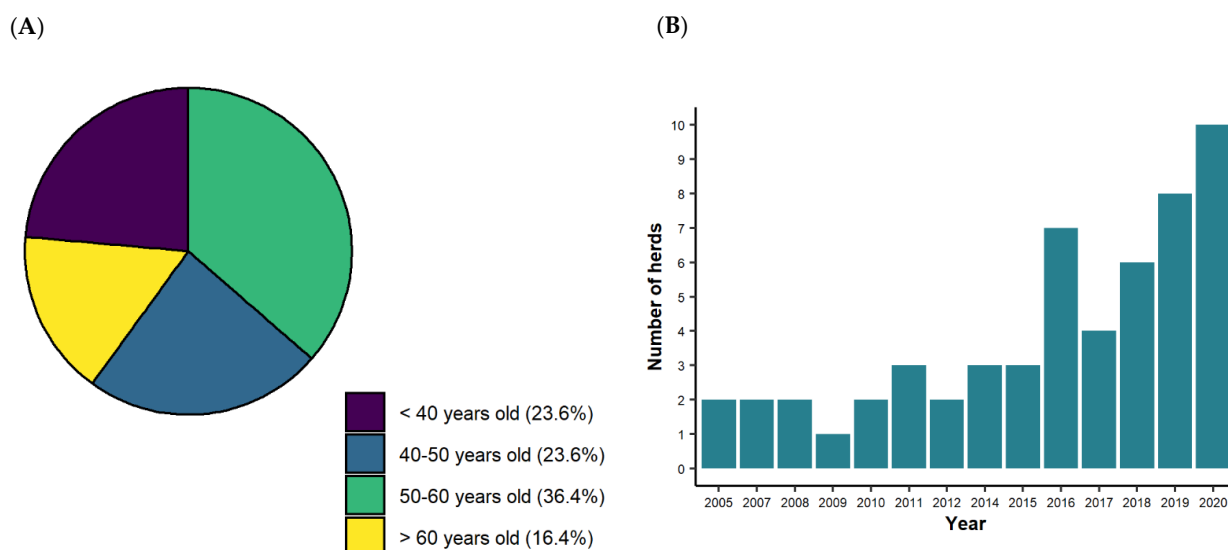 (A)
< 40 years old (23.6%)
40-50 years old (23.6%)
50-60 years old (36.4%)
> 60 years old (16.4%)
(B)
Number of herds
10
9
8
7
6
5
4
3
2
1
0
2005 2007 2008 2009 2010 2011 2012 2014 2015 2016 2017 2018 2019 2020
Year